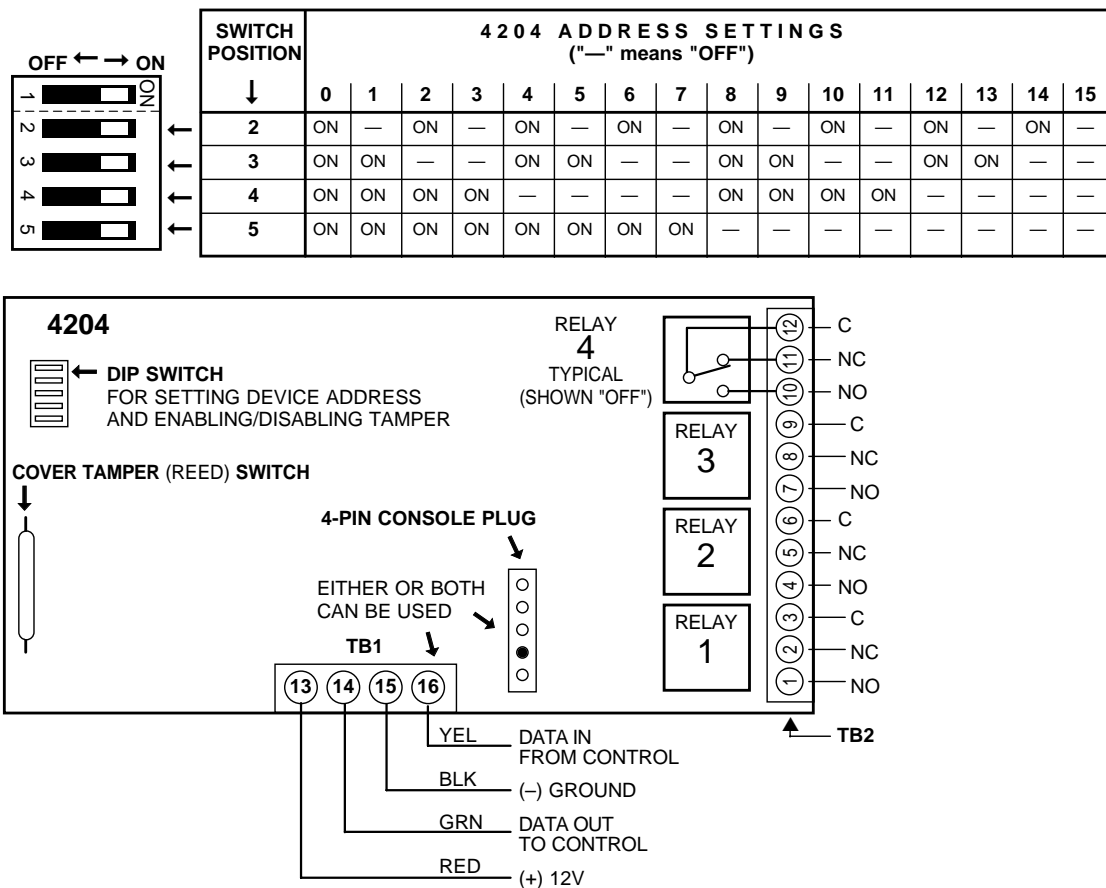 OFF ← → ON
ON
1
2
3
4
5
SWITCH POSITION ↓
4204 ADDRESS SETTINGS
("—" means "OFF")
0 1 2 3 4 5 6 7 8 9 10 11 12 13 14 15
2 ON — ON — ON — ON — ON — ON — ON — ON —
3 ON ON — — ON ON — — ON ON — — ON ON — —
4 ON ON ON ON — — — — ON ON ON ON — — — —
5 ON ON ON ON ON ON ON ON — — — — — — — —
4204
DIP SWITCH
FOR SETTING DEVICE ADDRESS
AND ENABLING/DISABLING TAMPER
COVER TAMPER (REED) SWITCH
4-PIN CONSOLE PLUG
EITHER OR BOTH
CAN BE USED
TB1
13 14 15 16
RELAY
4
TYPICAL
(SHOWN "OFF")
RELAY
3
RELAY
2
RELAY
1
12 C
11 NC
10 NO
9 C
8 NC
7 NO
6 C
5 NC
4 NO
3 C
2 NC
1 NO
TB2
YEL DATA IN
FROM CONTROL
BLK (–) GROUND
GRN DATA OUT
TO CONTROL
RED (+) 12V